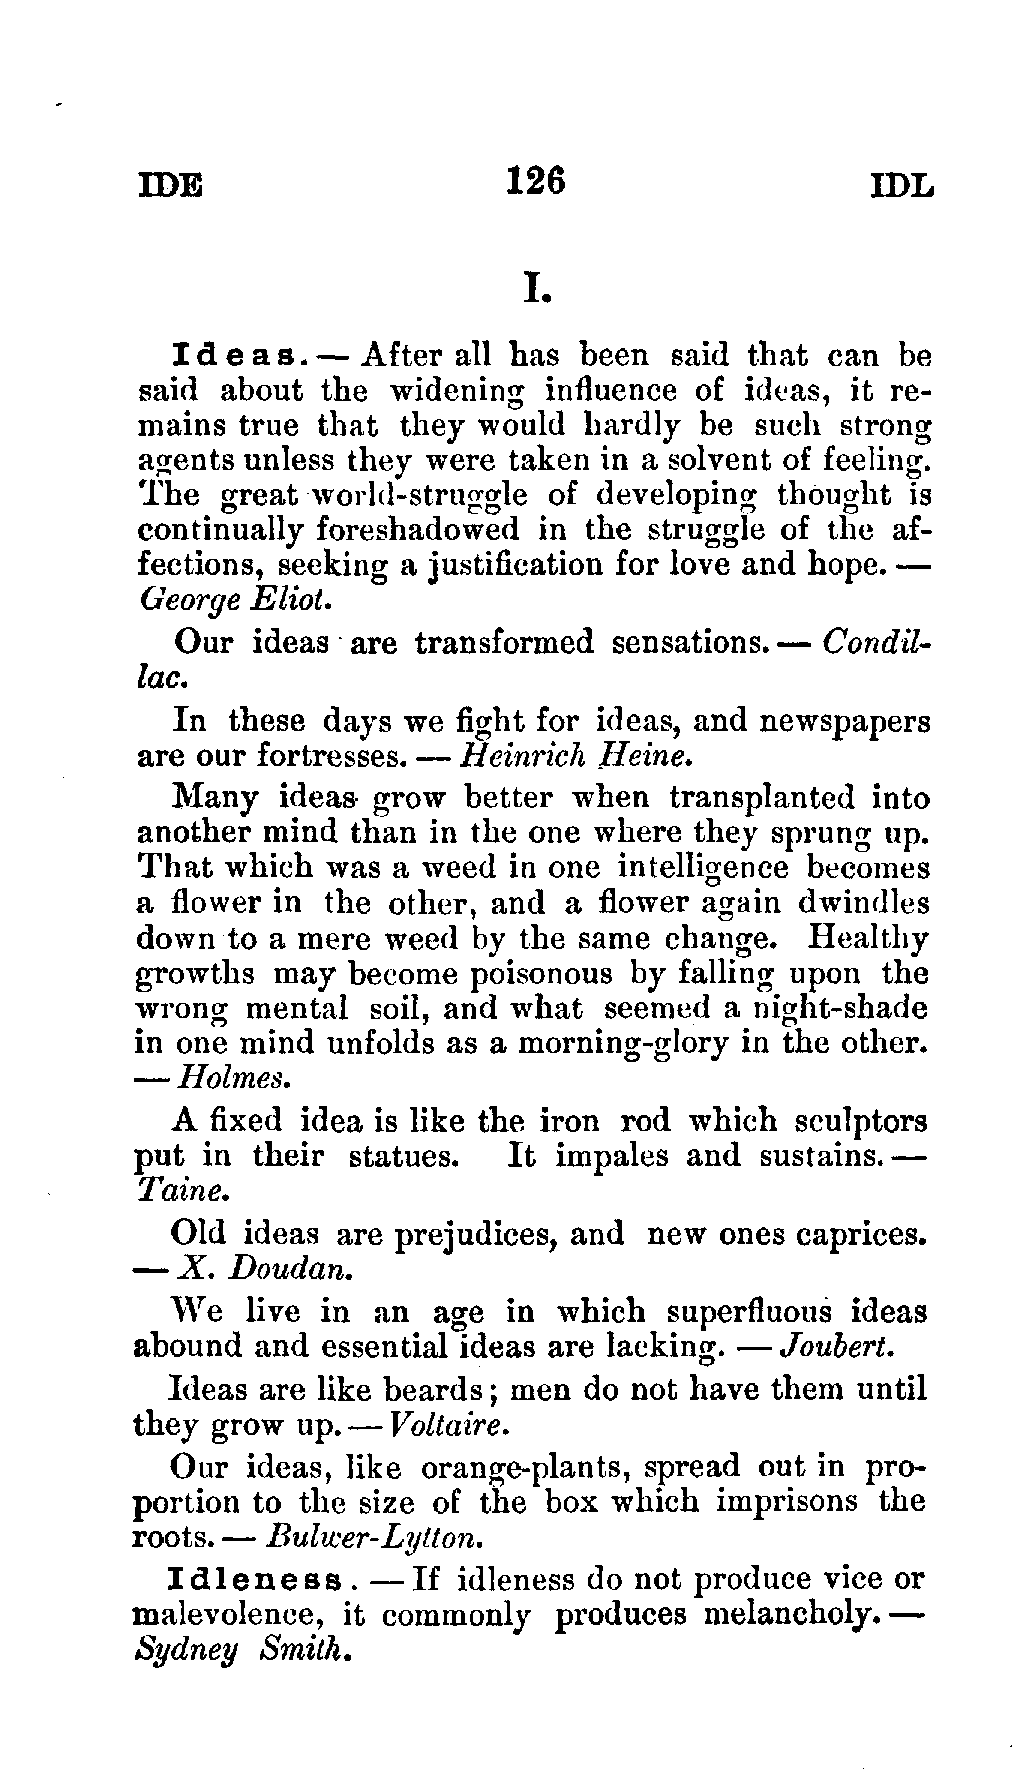 IDE 126 IDL
I.
Ideas.— After all has been said that can be
said about the widening influence of ideas, it re-
mains true that they would hardly be such strong
agents unless they were taken in a solvent of feeling.
The great world-struggle of developing thought is
continually foreshadowed in the struggle of the af-
fections, seeking a justification for love and hope. —
George Eliot.
Our ideas are transformed sensations. — Condil-
lac.
In these days we fight for ideas, and newspapers
are our fortresses. — Heinrich Heine.
Many ideas grow better when transplanted into
another mind than in the one where they sprung up.
That which was a weed in one intelligence becomes
a flower in the other, and a flower again dwindles
down to a mere weed by the same change. Healthy
growths may become poisonous by falling upon the
wrong mental soil, and what seemed a night-shade
in one mind unfolds as a morning-glory in the other.
— Holmes.
A fixed idea is like the iron rod which sculptors
put in their statues. It impales and sustains. —
Taine.
Old ideas are prejudices, and new ones caprices.
— X. Doudan.
We live in an age in which superfluous ideas
abound and essential ideas are lacking. — Joubert.
Ideas are like beards; men do not have them until
they grow up. — Voltaire.
Our ideas, like orange-plants, spread out in pro-
portion to the size of the box which imprisons the
roots. — Bulwer-Lytton.
Idleness. — If idleness do not produce vice or
malevolence, it commonly produces melancholy. —
Sydney Smith.